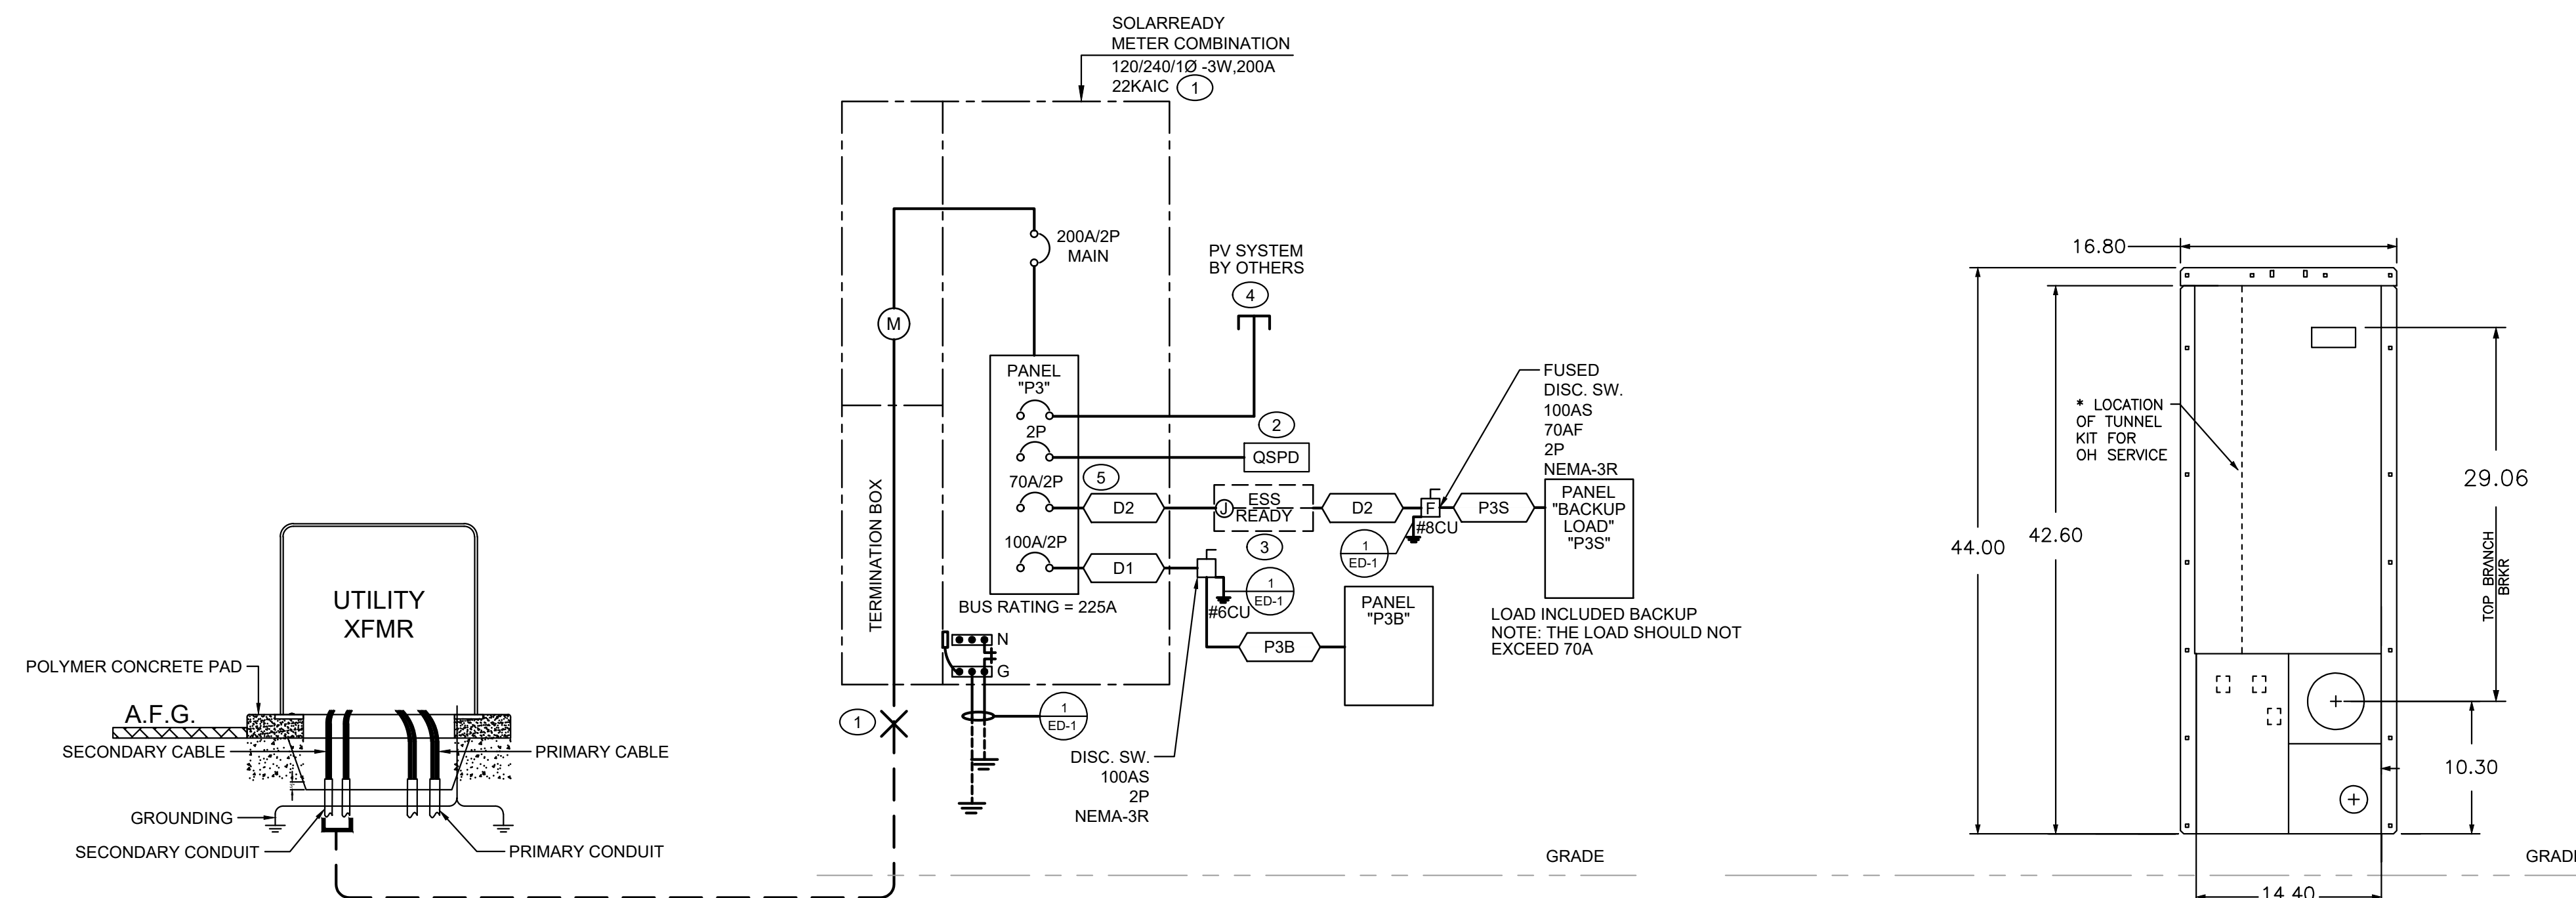 SOLARREADY
METER COMBINATION
120/240/1Ø -3W,200A
22KAIC 1
200A/2P
MAIN
M
PV SYSTEM
BY OTHERS
4
PANEL
"P3"
2P
2
QSPD
70A/2P
5
D2
J
ESS
READY
3
D2
F
#8CU
1
ED-1
P3S
FUSED
DISC. SW.
100AS
70AF
2P
NEMA-3R
PANEL
"BACKUP
LOAD"
"P3S"
LOAD INCLUDED BACKUP
NOTE: THE LOAD SHOULD NOT
EXCEED 70A
100A/2P
D1
#6CU
1
ED-1
P3B
PANEL
"P3B"
BUS RATING = 225A
TERMINATION BOX
N
G
1
ED-1
1
DISC. SW.
100AS
2P
NEMA-3R
UTILITY
XFMR
POLYMER CONCRETE PAD
A.F.G.
SECONDARY CABLE
PRIMARY CABLE
GROUNDING
SECONDARY CONDUIT
PRIMARY CONDUIT
GRADE
16.80
* LOCATION
OF TUNNEL
KIT FOR
OH SERVICE
44.00
42.60
29.06
TOP BRANCH
BRKR
10.30
14.40
GRADE